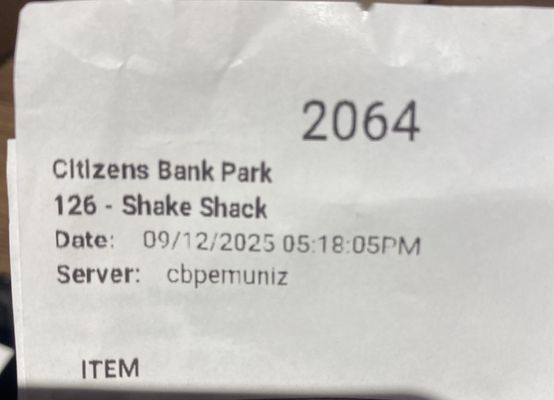 2064
Citizens Bank Park
126 - Shake Shack
Date: 09/12/2025 05:18:05PM
Server: cbpemuniz
ITEM